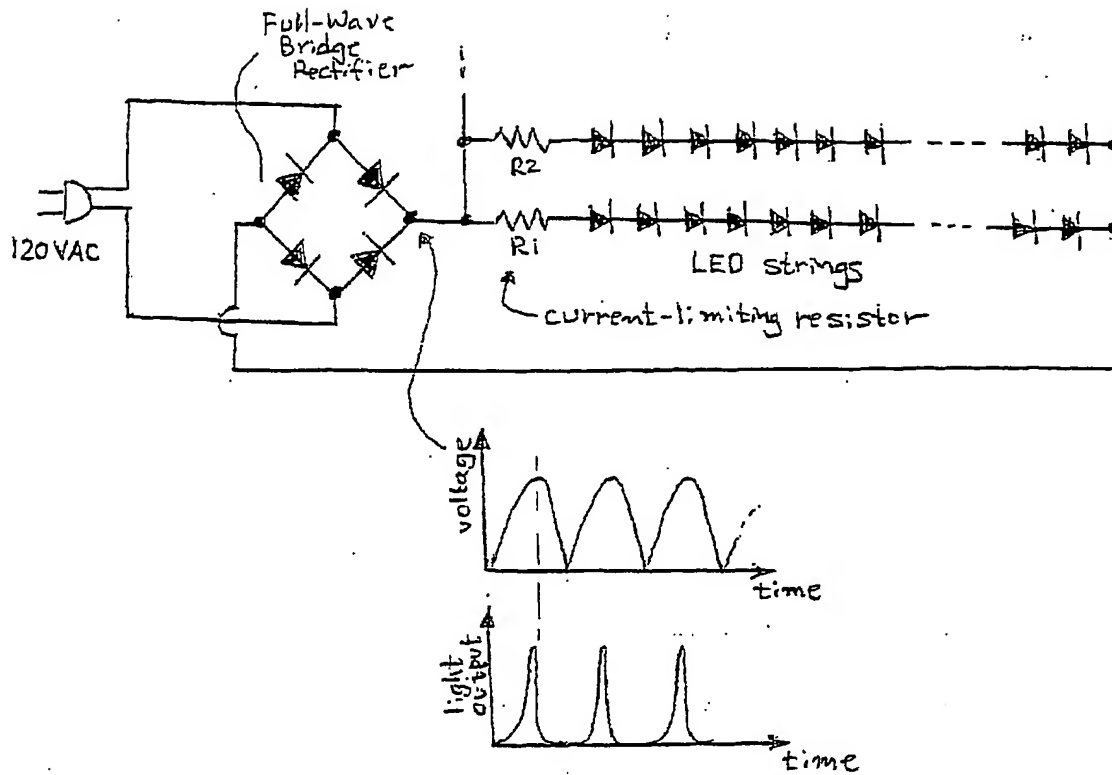 Full-Wave
Bridge
Rectifier
R2
120VAC
R1
LED strings
current-limiting resistor
voltage
time
light
output
time